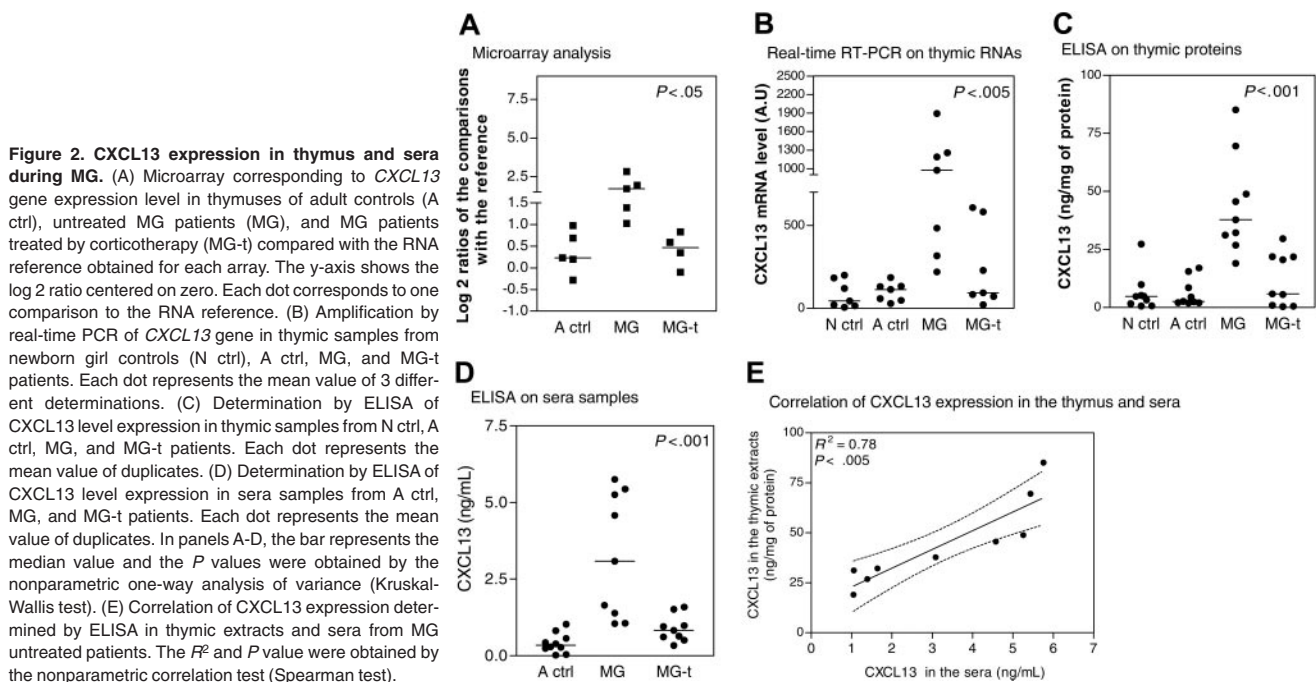 Figure 2. CXCL13 expression in thymus and sera
during MG. (A) Microarray corresponding to CXCL13
gene expression level in thymuses of adult controls (A
ctrl), untreated MG patients (MG), and MG patients
treated by corticotherapy (MG-t) compared with the RNA
reference obtained for each array. The y-axis shows the
log 2 ratio centered on zero. Each dot corresponds to one
comparison to the RNA reference. (B) Amplification by
real-time PCR of CXCL13 gene in thymic samples from
newborn girl controls (N ctrl), A ctrl, MG, and MG-t
patients. Each dot represents the mean value of 3 differ-
ent determinations. (C) Determination by ELISA of
CXCL13 level expression in thymic samples from N ctrl, A
ctrl, MG, and MG-t patients. Each dot represents the
mean value of duplicates. (D) Determination by ELISA of
CXCL13 level expression in sera samples from A ctrl,
MG, and MG-t patients. Each dot represents the mean
value of duplicates. In panels A-D, the bar represents the
median value and the P values were obtained by the
nonparametric one-way analysis of variance (Kruskal-
Wallis test). (E) Correlation of CXCL13 expression deter-
mined by ELISA in thymic extracts and sera from MG
untreated patients. The R² and P value were obtained by
the nonparametric correlation test (Spearman test).
A
Microarray analysis
Log 2 ratios of the comparisons
with the reference
7.5
5.0
2.5
1.5
1.0
0.5
0.0
-0.5
-1.0
P<.05
A ctrl MG MG-t
B
Real-time RT-PCR on thymic RNAs
CXCL13 mRNA level (A.U)
2500
2200
1900
1600
1300
1000
500
0
P<.005
N ctrl A ctrl MG MG-t
C
ELISA on thymic proteins
CXCL13 (ng/mg of protein)
100
75
50
25
0
P<.001
N ctrl A ctrl MG MG-t
D
ELISA on sera samples
CXCL13 (ng/mL)
7.5
5.0
2.5
0.0
P<.001
A ctrl MG MG-t
E
Correlation of CXCL13 expression in the thymus and sera
CXCL13 in the thymic extracts
(ng/mg of protein)
100
75
50
25
0
R² = 0.78
P< .005
0 1 2 3 4 5 6 7
CXCL13 in the sera (ng/mL)